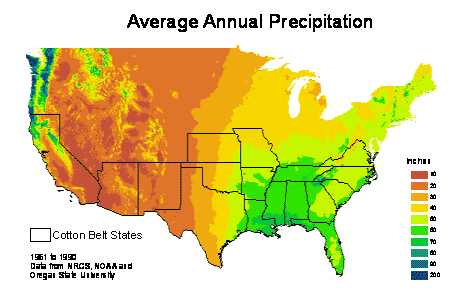 Average Annual Precipitation
Inches
10
20
30
40
50
60
70
80
90
200
Cotton Belt States
1961 to 1990
Data from NRCS, NOAA and
Oregon State University